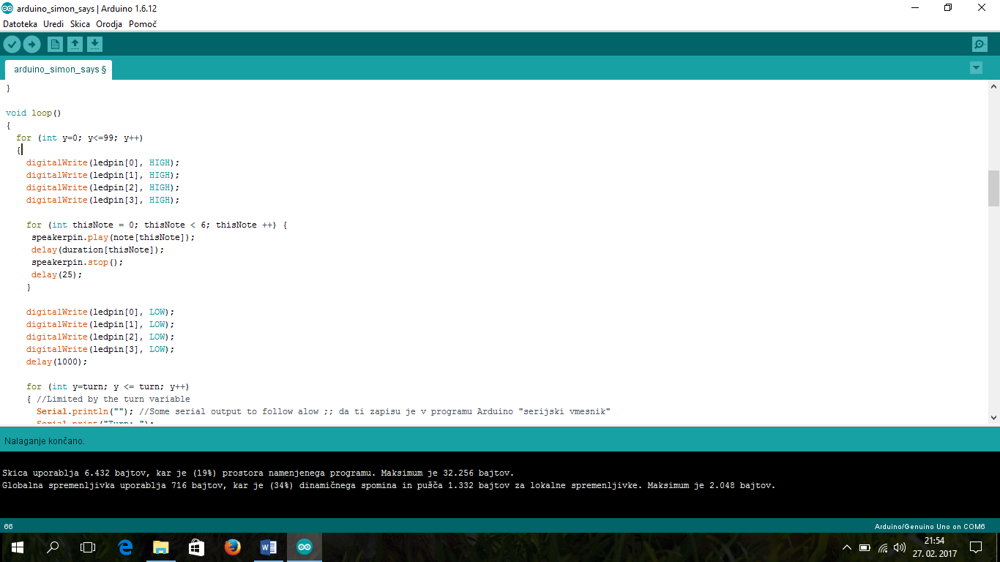 arduino_simon_says | Arduino 1.6.12
Datoteka Uredi Skica Orodja Pomoč
arduino_simon_says §
}
void loop()
{
for (int y=0; y<=99; y++)
{
digitalWrite(ledpin[0], HIGH);
digitalWrite(ledpin[1], HIGH);
digitalWrite(ledpin[2], HIGH);
digitalWrite(ledpin[3], HIGH);
for (int thisNote = 0; thisNote < 6; thisNote ++) {
speakerpin.play(note[thisNote]);
delay(duration[thisNote]);
speakerpin.stop();
delay(25);
}
digitalWrite(ledpin[0], LOW);
digitalWrite(ledpin[1], LOW);
digitalWrite(ledpin[2], LOW);
digitalWrite(ledpin[3], LOW);
delay(1000);
for (int y=turn; y <= turn; y++)
{ //Limited by the turn variable
Serial.println(""); //Some serial output to follow alow ;; da ti zapisu je v programu Arduino "serijski vmesnik"
Serial.print("Turn: ");
Nalaganje končano.
Skica uporablja 6.432 bajtov, kar je (19%) prostora namenjenega programu. Maksimum je 32.256 bajtov.
Globalna spremenljivka uporablja 716 bajtov, kar je (34%) dinamičnega spomina in pušča 1.332 bajtov za lokalne spremenljivke. Maksimum je 2.048 bajtov.
66
Arduino/Genuino Uno on COM6
21:54
27. 02. 2017